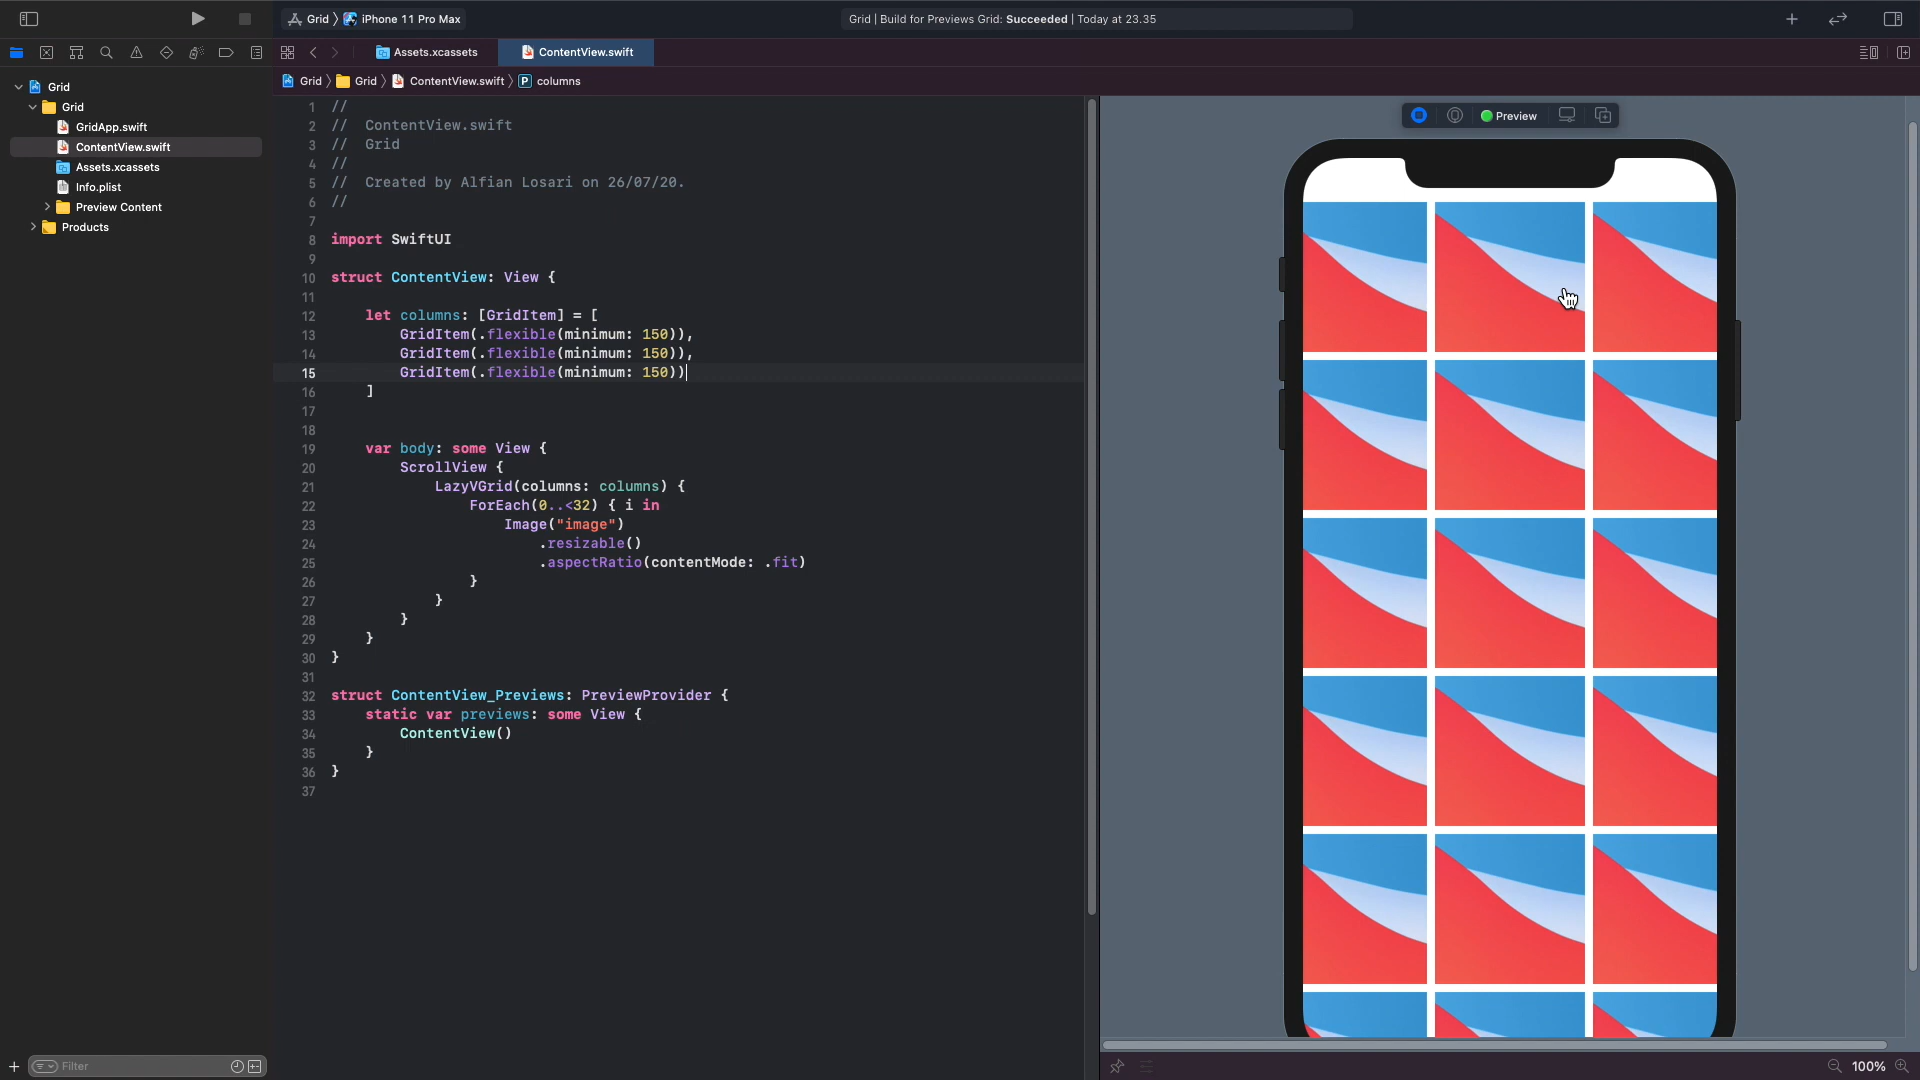 Grid
iPhone 11 Pro Max
Grid | Build for Previews Grid: Succeeded | Today at 23.35
Assets.xcassets
ContentView.swift
Grid
Grid
ContentView.swift
P
columns
Grid
Grid
GridApp.swift
ContentView.swift
Assets.xcassets
Info.plist
Preview Content
Products
1 //
2 //  ContentView.swift
3 //  Grid
4 //
5 //  Created by Alfian Losari on 26/07/20.
6 //
7
8 import SwiftUI
9
10 struct ContentView: View {
11
12     let columns: [GridItem] = [
13         GridItem(.flexible(minimum: 150)),
14         GridItem(.flexible(minimum: 150)),
15         GridItem(.flexible(minimum: 150))
16     ]
17
18
19     var body: some View {
20         ScrollView {
21             LazyVGrid(columns: columns) {
22                 ForEach(0..<32) { i in
23                     Image("image")
24                         .resizable()
25                         .aspectRatio(contentMode: .fit)
26                 }
27             }
28         }
29     }
30 }
31
32 struct ContentView_Previews: PreviewProvider {
33     static var previews: some View {
34         ContentView()
35     }
36 }
37
Preview
Filter
100%